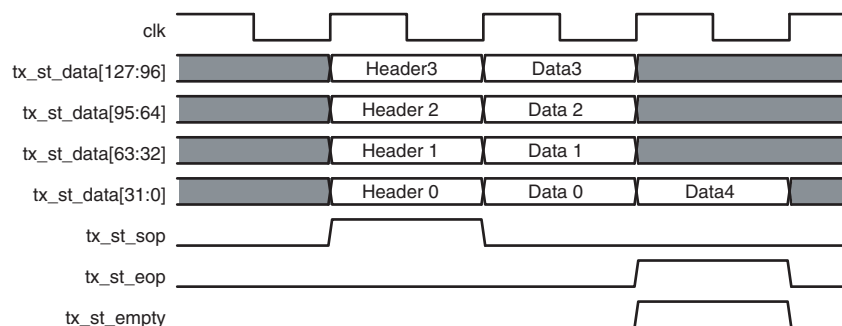 clk
tx_st_data[127:96] Header3 Data3
tx_st_data[95:64] Header 2 Data 2
tx_st_data[63:32] Header 1 Data 1
tx_st_data[31:0] Header 0 Data 0 Data4
tx_st_sop
tx_st_eop
tx_st_empty